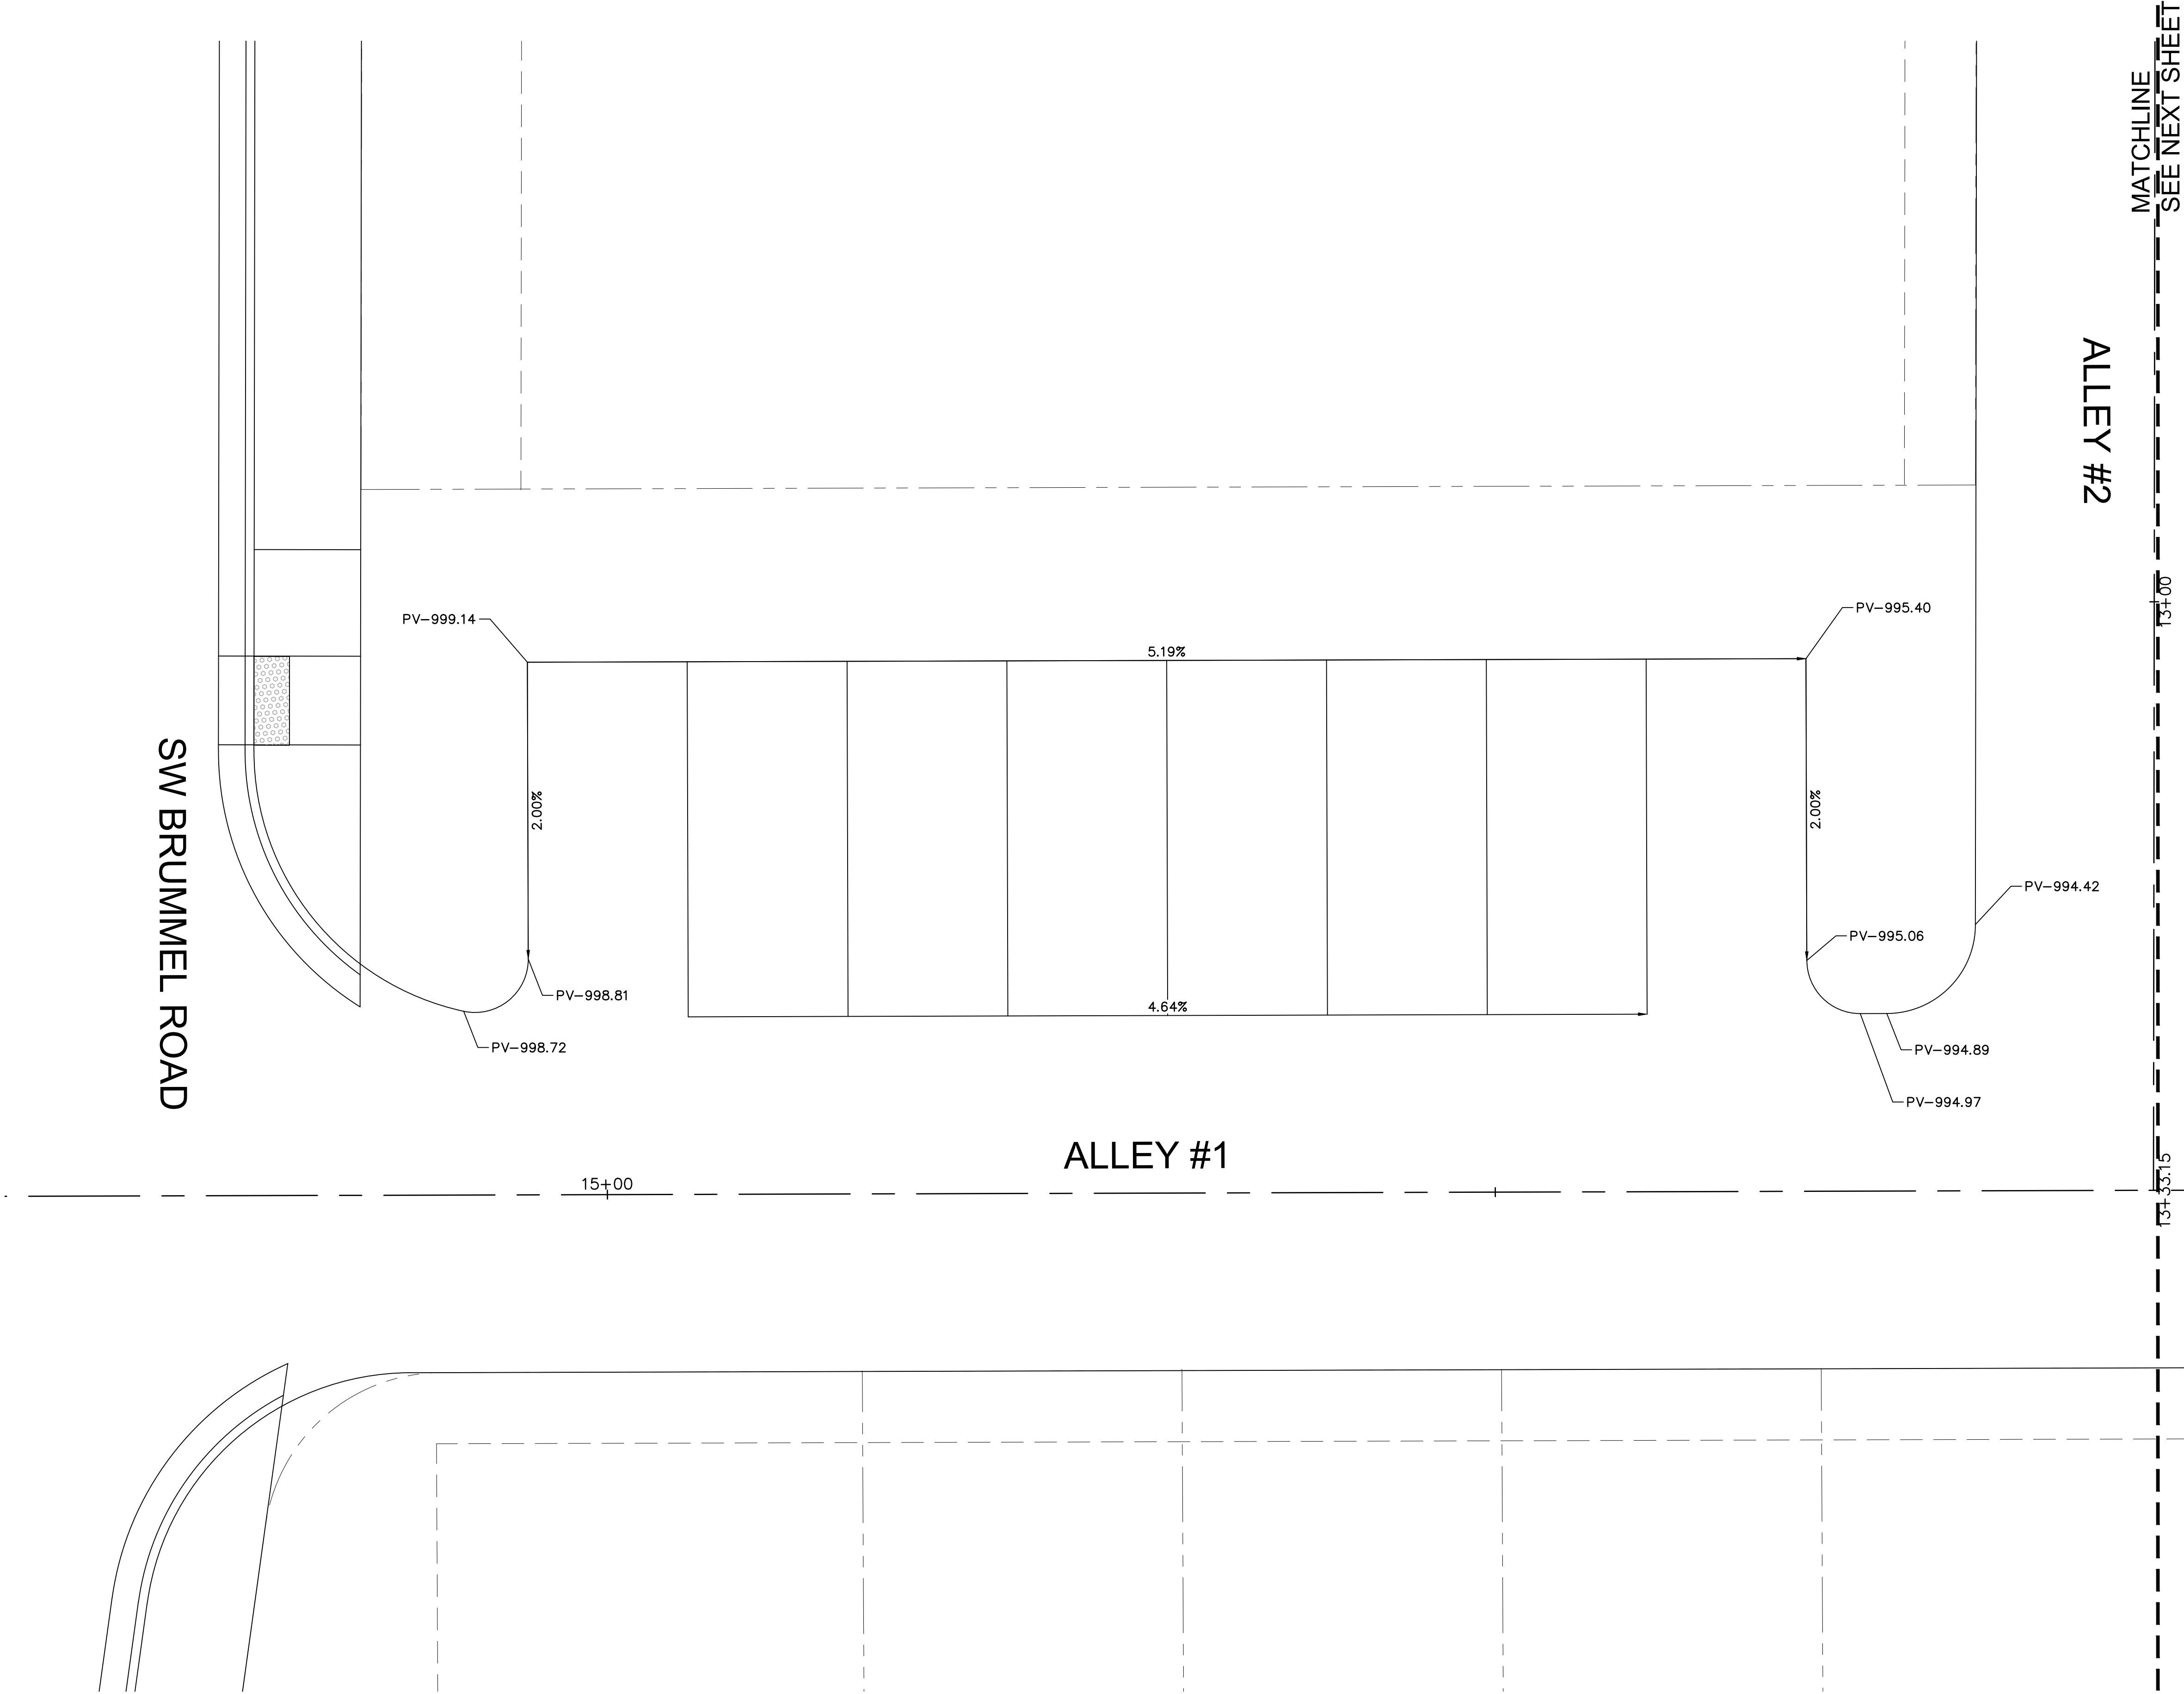 MATCHLINE
SEE NEXT SHEET
ALLEY #2
13+00
PV-999.14
PV-995.40
5.19%
2.00%
2.00%
SW BRUMMEL ROAD
PV-994.42
PV-995.06
PV-998.81
4.64%
PV-998.72
PV-994.89
PV-994.97
ALLEY #1
15+00
13+33.15